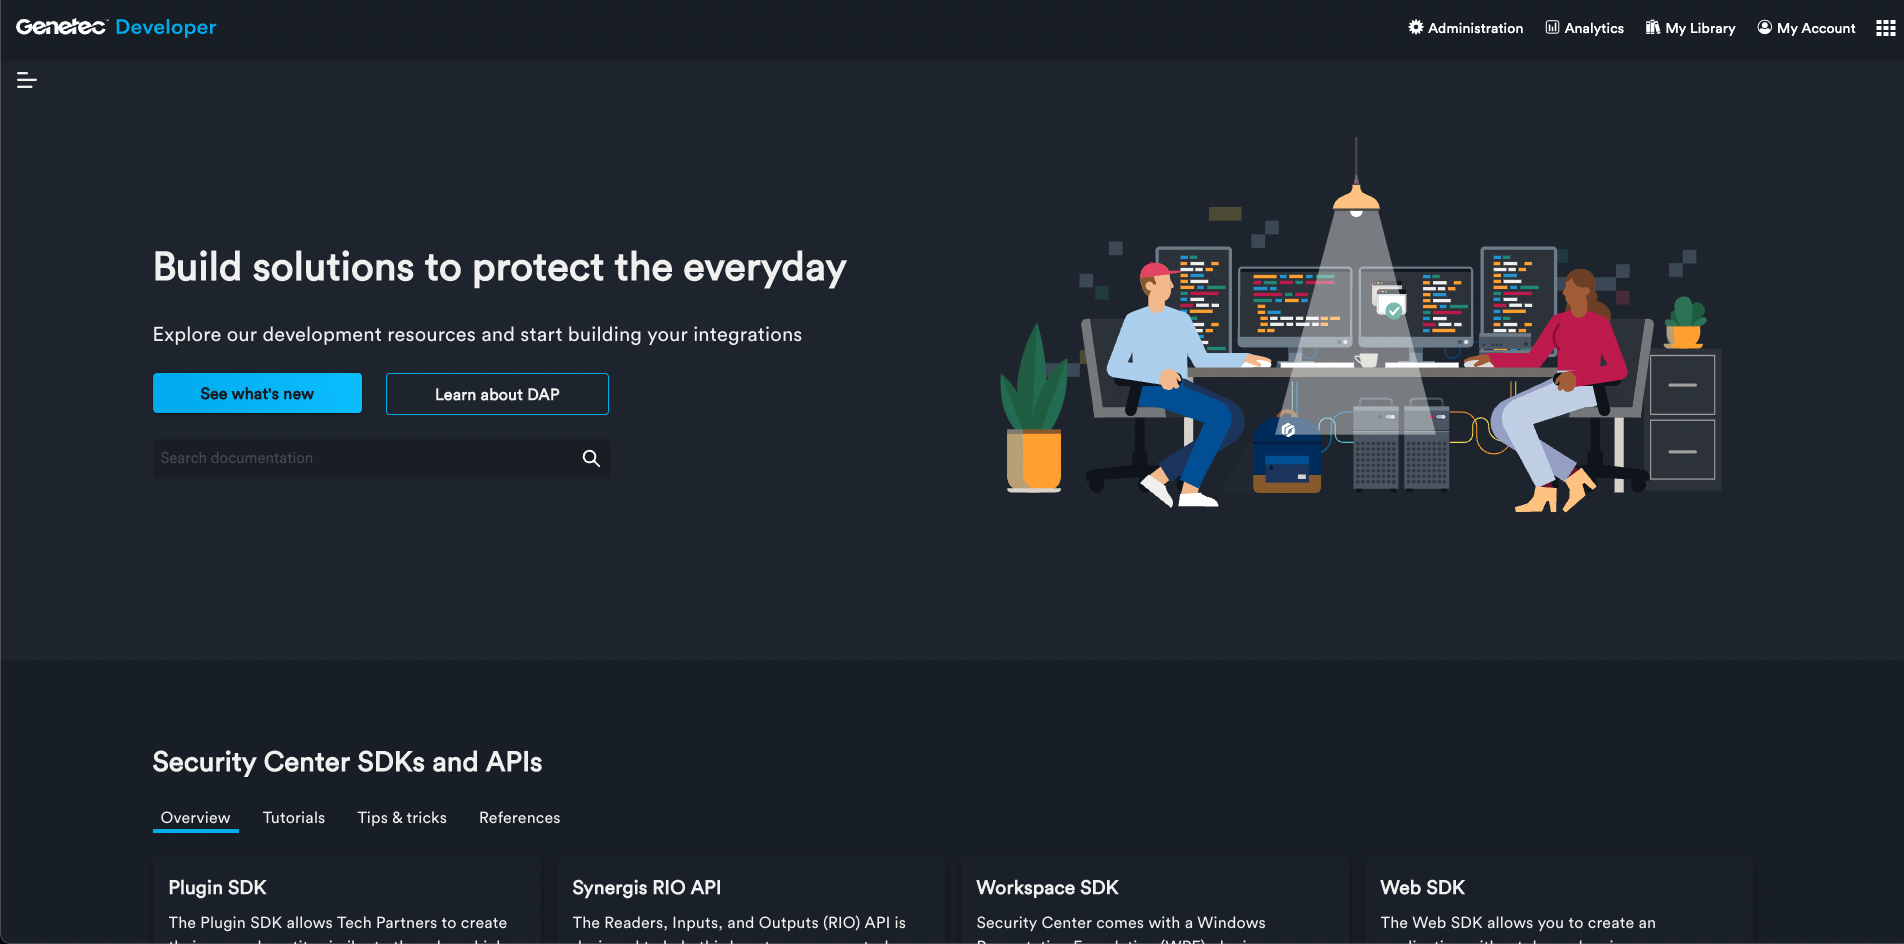 Genetec Developer
Administration
Analytics
My Library
My Account
Build solutions to protect the everyday
Explore our development resources and start building your integrations
See what's new
Learn about DAP
Search documentation
Security Center SDKs and APIs
Overview
Tutorials
Tips & tricks
References
Plugin SDK
The Plugin SDK allows Tech Partners to create
Synergis RIO API
The Readers, Inputs, and Outputs (RIO) API is
Workspace SDK
Security Center comes with a Windows
Web SDK
The Web SDK allows you to create an